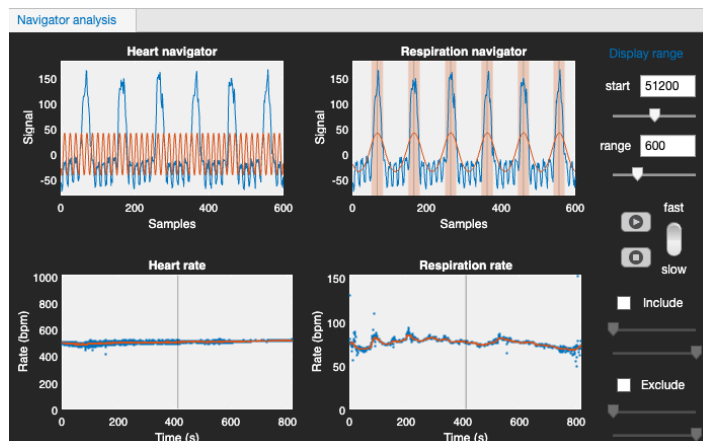 Navigator analysis
Heart navigator
Signal
150
100
50
0
-50
0
200
400
600
Samples
Respiration navigator
Signal
150
100
50
0
-50
0
200
400
600
Samples
Display range
start 51200
range 600
fast
slow
Heart rate
Rate (bpm)
1000
800
600
400
200
0
0
200
400
600
800
Time (s)
Respiration rate
Rate (bpm)
150
100
50
0
0
200
400
600
800
Time (s)
Include
Exclude